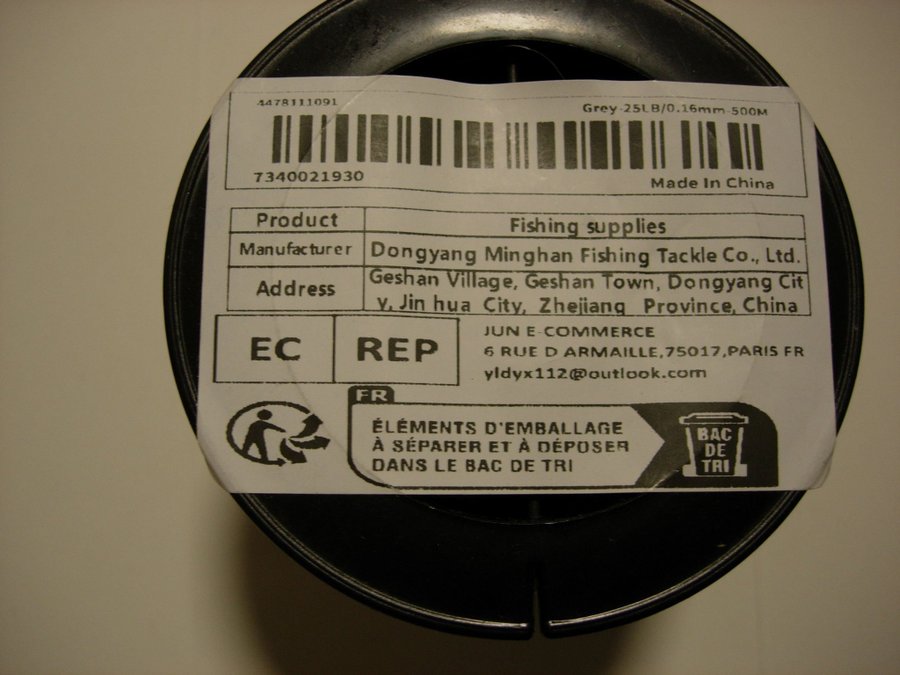 4478111091
Grey-25LB/0.16mm-500M
7340021930
Made In China
Product
Fishing supplies
Manufacturer
Dongyang Minghan Fishing Tackle Co., Ltd.
Address
Geshan Village, Geshan Town, Dongyang Cit
y, Jin hua City, Zhejiang Province, China
EC REP
JUN E-COMMERCE
6 RUE D ARMAILLE,75017,PARIS FR
yldyx112@outlook.com
FR
ÉLÉMENTS D'EMBALLAGE
À SÉPARER ET À DÉPOSER
DANS LE BAC DE TRI
BAC
DE
TRI